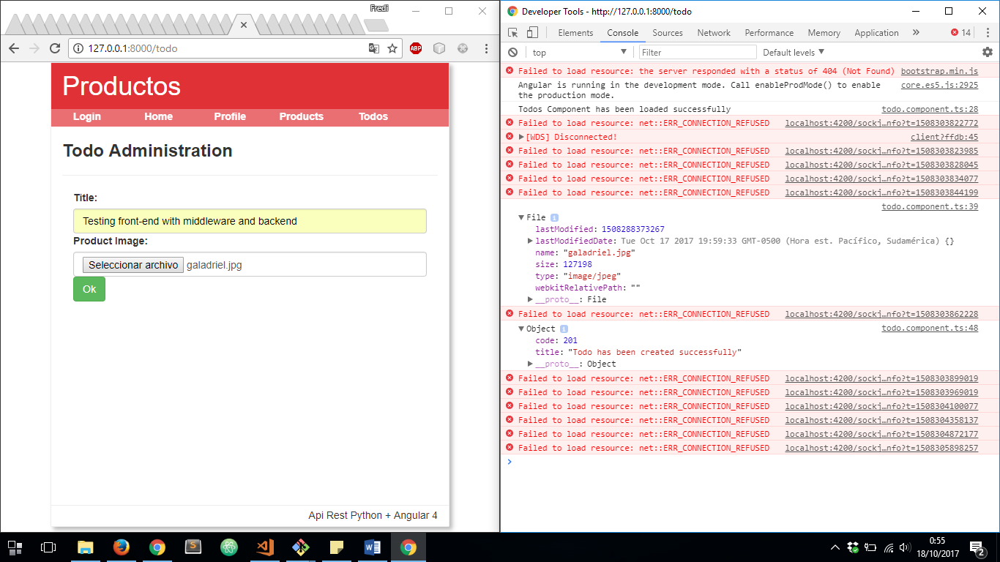 Fredi
127.0.0.1:8000/todo
ABP
Productos
Login Home Profile Products Todos
Todo Administration
Title:
Testing front-end with middleware and backend
Product Image:
Seleccionar archivo galadriel.jpg
Ok
Api Rest Python + Angular 4
Developer Tools - http://127.0.0.1:8000/todo
Elements Console Sources Network Performance Memory Application » 14
top Filter Default levels
Failed to load resource: the server responded with a status of 404 (Not Found) bootstrap.min.js
Angular is running in the development mode. Call enableProdMode() to enable core.es5.js:2925
the production mode.
Todos Component has been loaded successfully todo.component.ts:28
Failed to load resource: net::ERR_CONNECTION_REFUSED localhost:4200/sockj…nfo?t=1508303822772
[WDS] Disconnected! client?ffdb:45
Failed to load resource: net::ERR_CONNECTION_REFUSED localhost:4200/sockj…nfo?t=1508303823985
Failed to load resource: net::ERR_CONNECTION_REFUSED localhost:4200/sockj…nfo?t=1508303828045
Failed to load resource: net::ERR_CONNECTION_REFUSED localhost:4200/sockj…nfo?t=1508303834077
Failed to load resource: net::ERR_CONNECTION_REFUSED localhost:4200/sockj…nfo?t=1508303844199
todo.component.ts:39
File i
lastModified: 1508288373267
lastModifiedDate: Tue Oct 17 2017 19:59:33 GMT-0500 (Hora est. Pacífico, Sudamérica) {}
name: "galadriel.jpg"
size: 127198
type: "image/jpeg"
webkitRelativePath: ""
__proto__: File
Failed to load resource: net::ERR_CONNECTION_REFUSED localhost:4200/sockj…nfo?t=1508303862228
Object i todo.component.ts:48
code: 201
title: "Todo has been created successfully"
__proto__: Object
Failed to load resource: net::ERR_CONNECTION_REFUSED localhost:4200/sockj…nfo?t=1508303899019
Failed to load resource: net::ERR_CONNECTION_REFUSED localhost:4200/sockj…nfo?t=1508303969019
Failed to load resource: net::ERR_CONNECTION_REFUSED localhost:4200/sockj…nfo?t=1508304100077
Failed to load resource: net::ERR_CONNECTION_REFUSED localhost:4200/sockj…nfo?t=1508304358137
Failed to load resource: net::ERR_CONNECTION_REFUSED localhost:4200/sockj…nfo?t=1508304872177
Failed to load resource: net::ERR_CONNECTION_REFUSED localhost:4200/sockj…nfo?t=1508305898257
0:55
18/10/2017
2